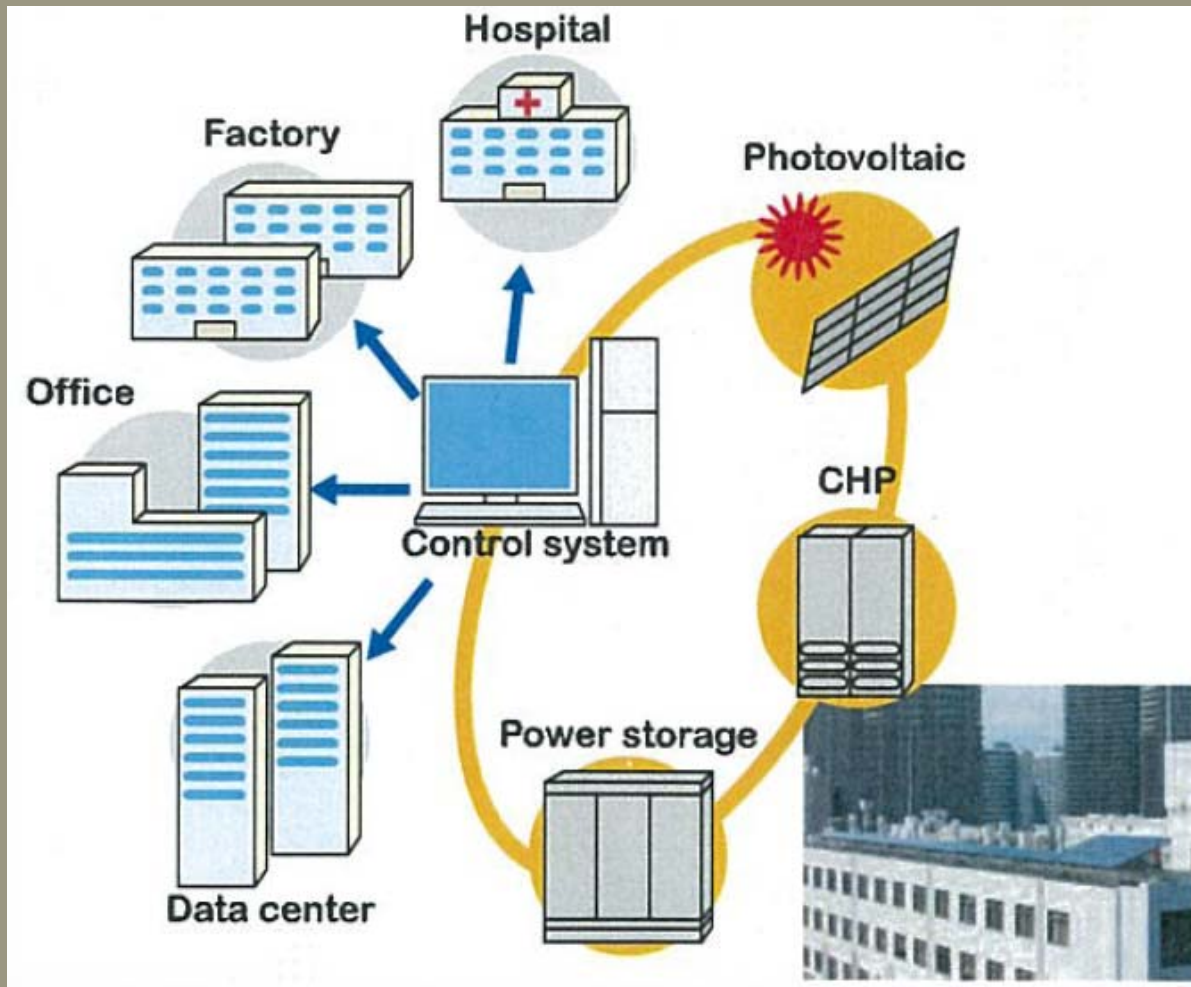 Hospital
Factory
Photovoltaic
Office
CHP
Control system
Power storage
Data center